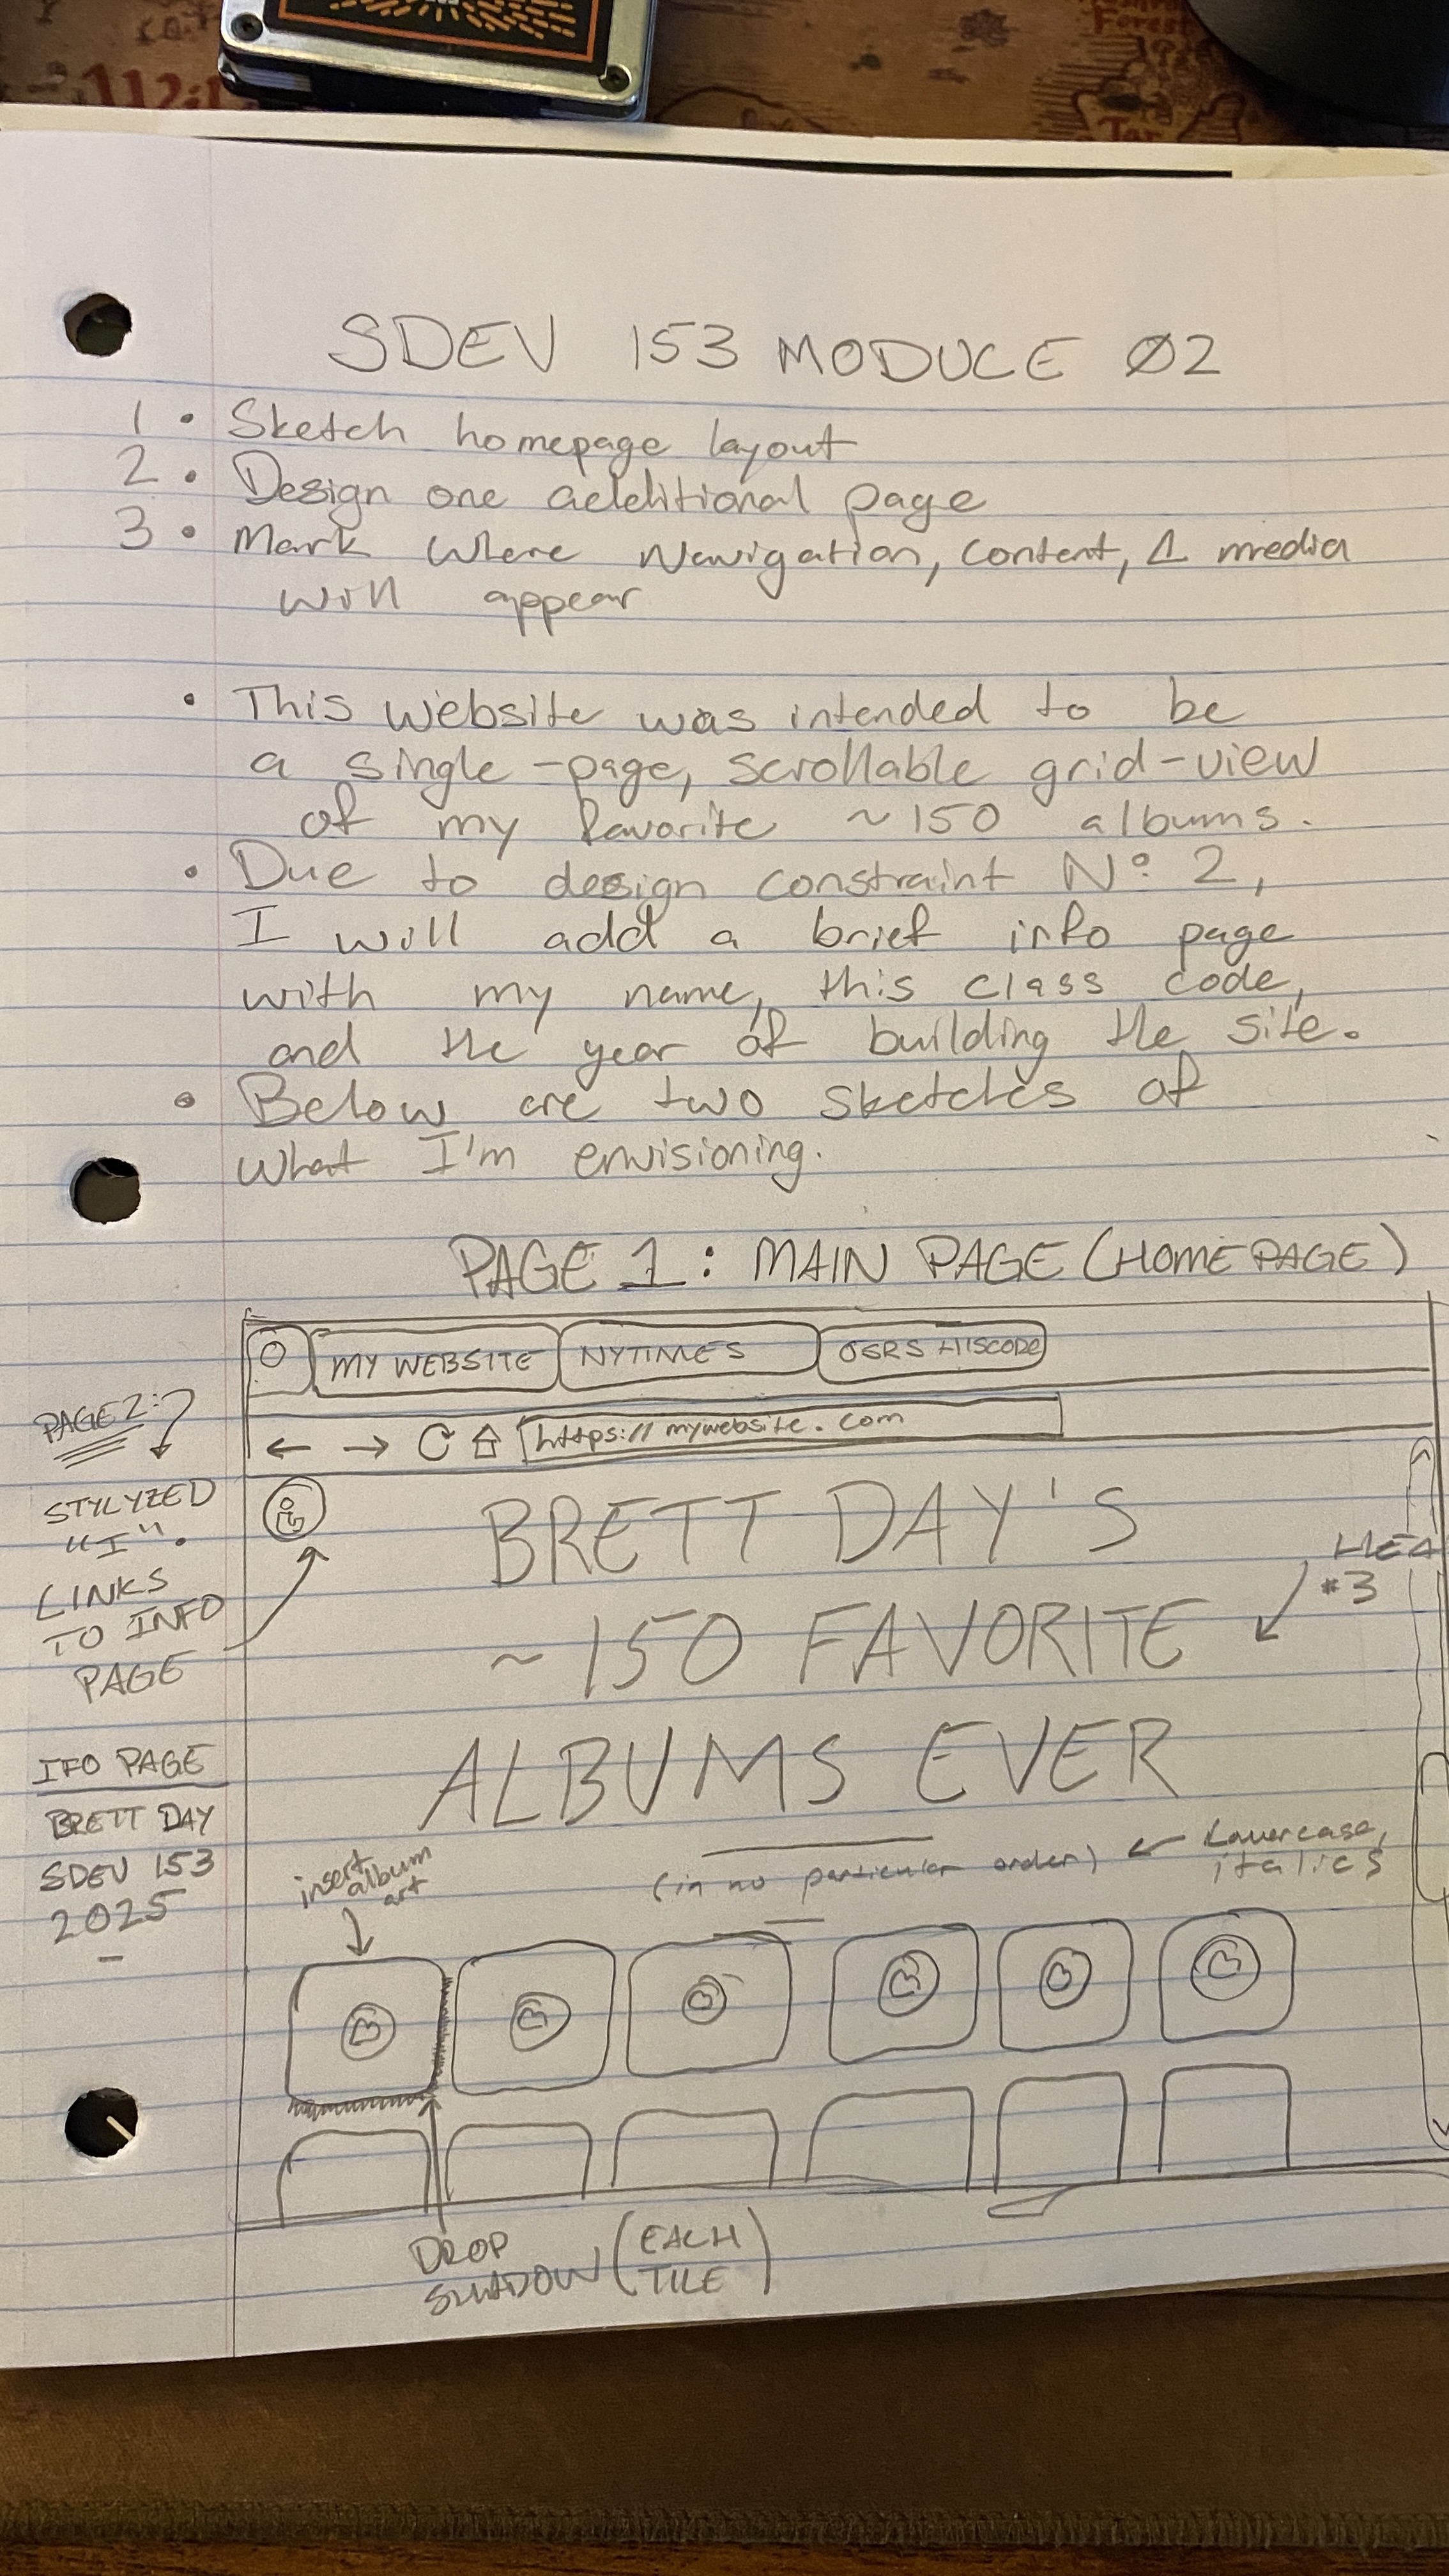 112
Forest
Tar
SDEV 153 MODULE Ø2
1 • Sketch homepage layout
2 • Design one additional page
3 • Mark where Navigation, content, & media
will appear
• This website was intended to be
a single-page, scrollable grid-view
of my favorite ~150 albums.
• Due to design constraint Nº 2,
I will add a brief info page
with my name, this class code,
and the year of building the site.
• Below are two sketches of
what I'm envisioning.
PAGE 1: MAIN PAGE (HOMEPAGE)
MY WEBSITE NYTIMES OSRS HISCORE
← → https://mywebsite.com
PAGE 2:
STYLYZED
"I".
LINKS
TO INFO
PAGE
i
BRETT DAY'S
~150 FAVORITE
ALBUMS EVER
#3
(in no particular order) ← Lowercase,
italics
IFO PAGE
BRETT DAY
SDEV 153
2025
insert
album
art
DROP
SHADOW (EACH
TILE)